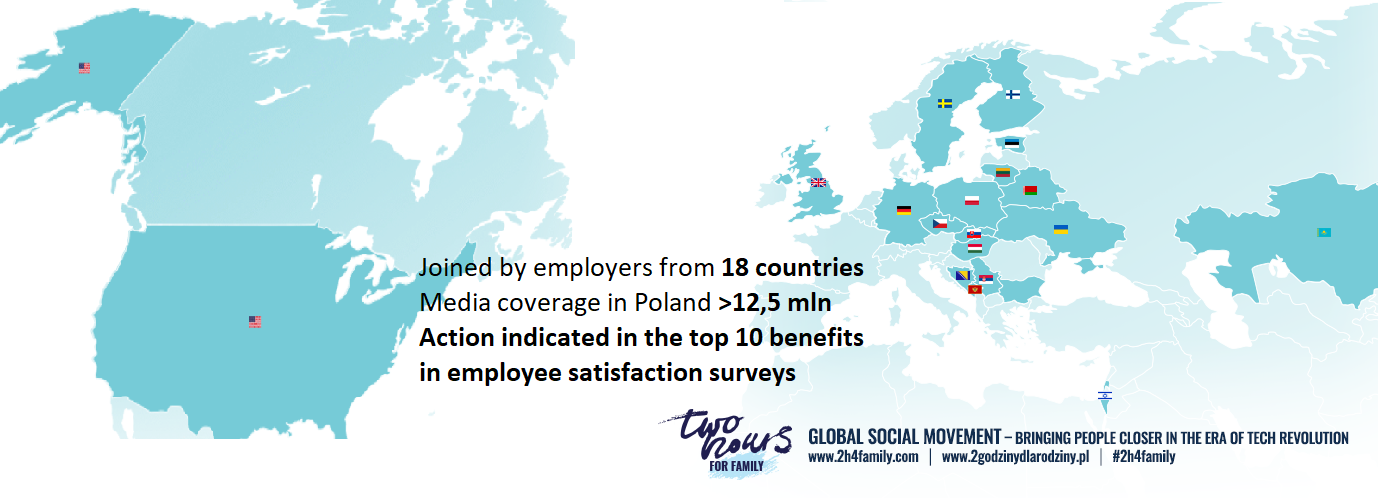 Joined by employers from 18 countries
Media coverage in Poland >12,5 mln
Action indicated in the top 10 benefits
in employee satisfaction surveys
two
hours
FOR FAMILY
GLOBAL SOCIAL MOVEMENT – BRINGING PEOPLE CLOSER IN THE ERA OF TECH REVOLUTION
www.2h4family.com | www.2godzinydlarodziny.pl | #2h4family